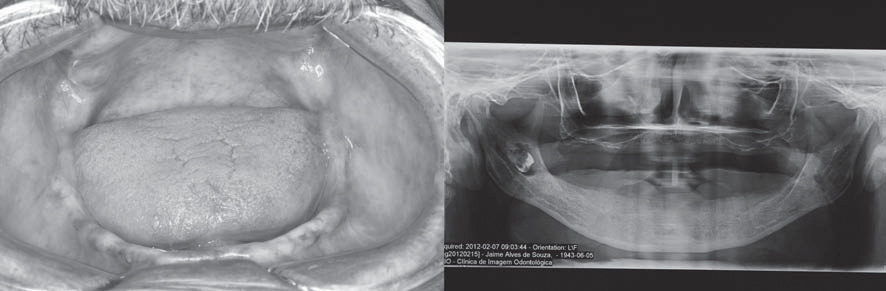 quired: 2012-02-07 09:03:44 - Orientation: L\F
g20120215] - Jaime Alves de Souza, - 1943-06-05
IO - Clínica de Imagem Odontológica